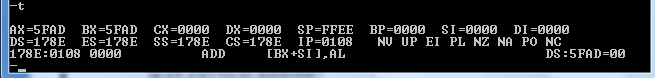 -t
AX=5FAD BX=5FAD CX=0000 DX=0000 SP=FFEE BP=0000 SI=0000 DI=0000
DS=178E ES=178E SS=178E CS=178E IP=0108 NV UP EI PL NZ NA PO NC
178E:0108 0000 ADD [BX+SI],AL DS:5FAD=00
-